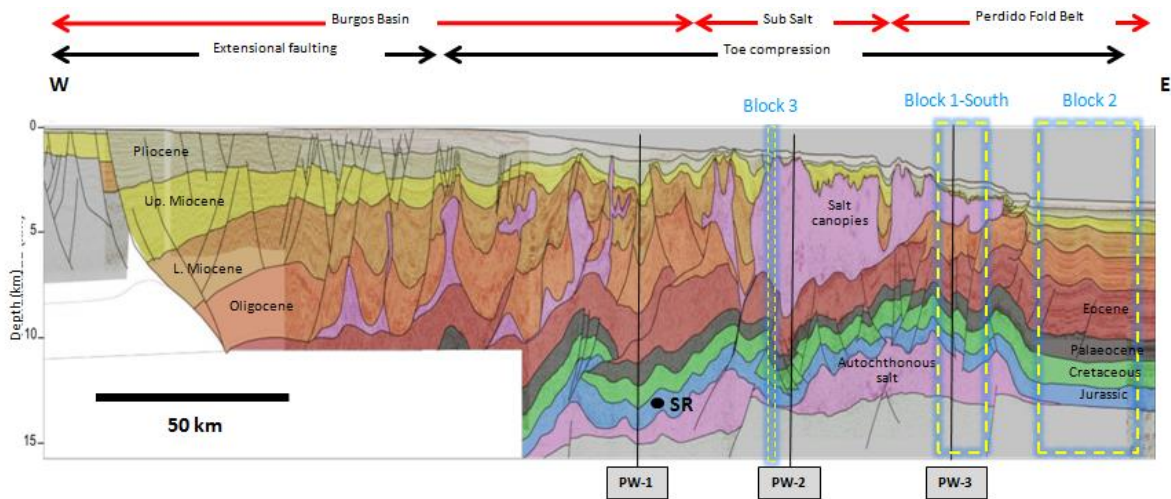 Burgos Basin
Sub Salt
Perdido Fold Belt
Extensional faulting
Toe compression
W
E
Block 3
Block 1-South
Block 2
0
Pliocene
Up. Miocene
Salt
canopies
5
L. Miocene
Oligocene
Depth (km)
Eocene
10
Palaeocene
Autochthonous
salt
Cretaceous
Jurassic
SR
50 km
15
PW-1
PW-2
PW-3